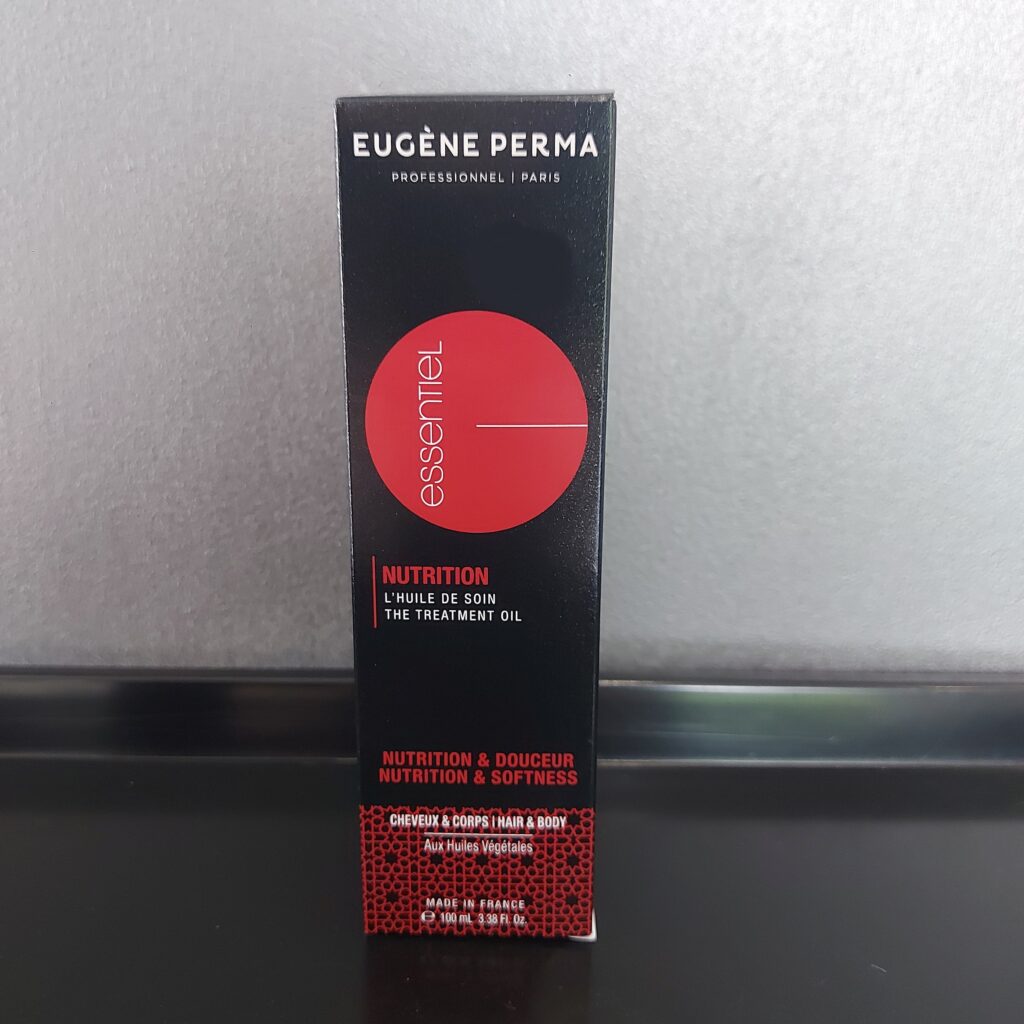 EUGÈNE PERMA
PROFESSIONNEL | PARIS
essenTIEL
NUTRITION
L'HUILE DE SOIN
THE TREATMENT OIL
NUTRITION & DOUCEUR
NUTRITION & SOFTNESS
CHEVEUX & CORPS | HAIR & BODY
Aux Huiles Végétales
MADE IN FRANCE
℮ 100 mL 3.38 Fl. Oz.